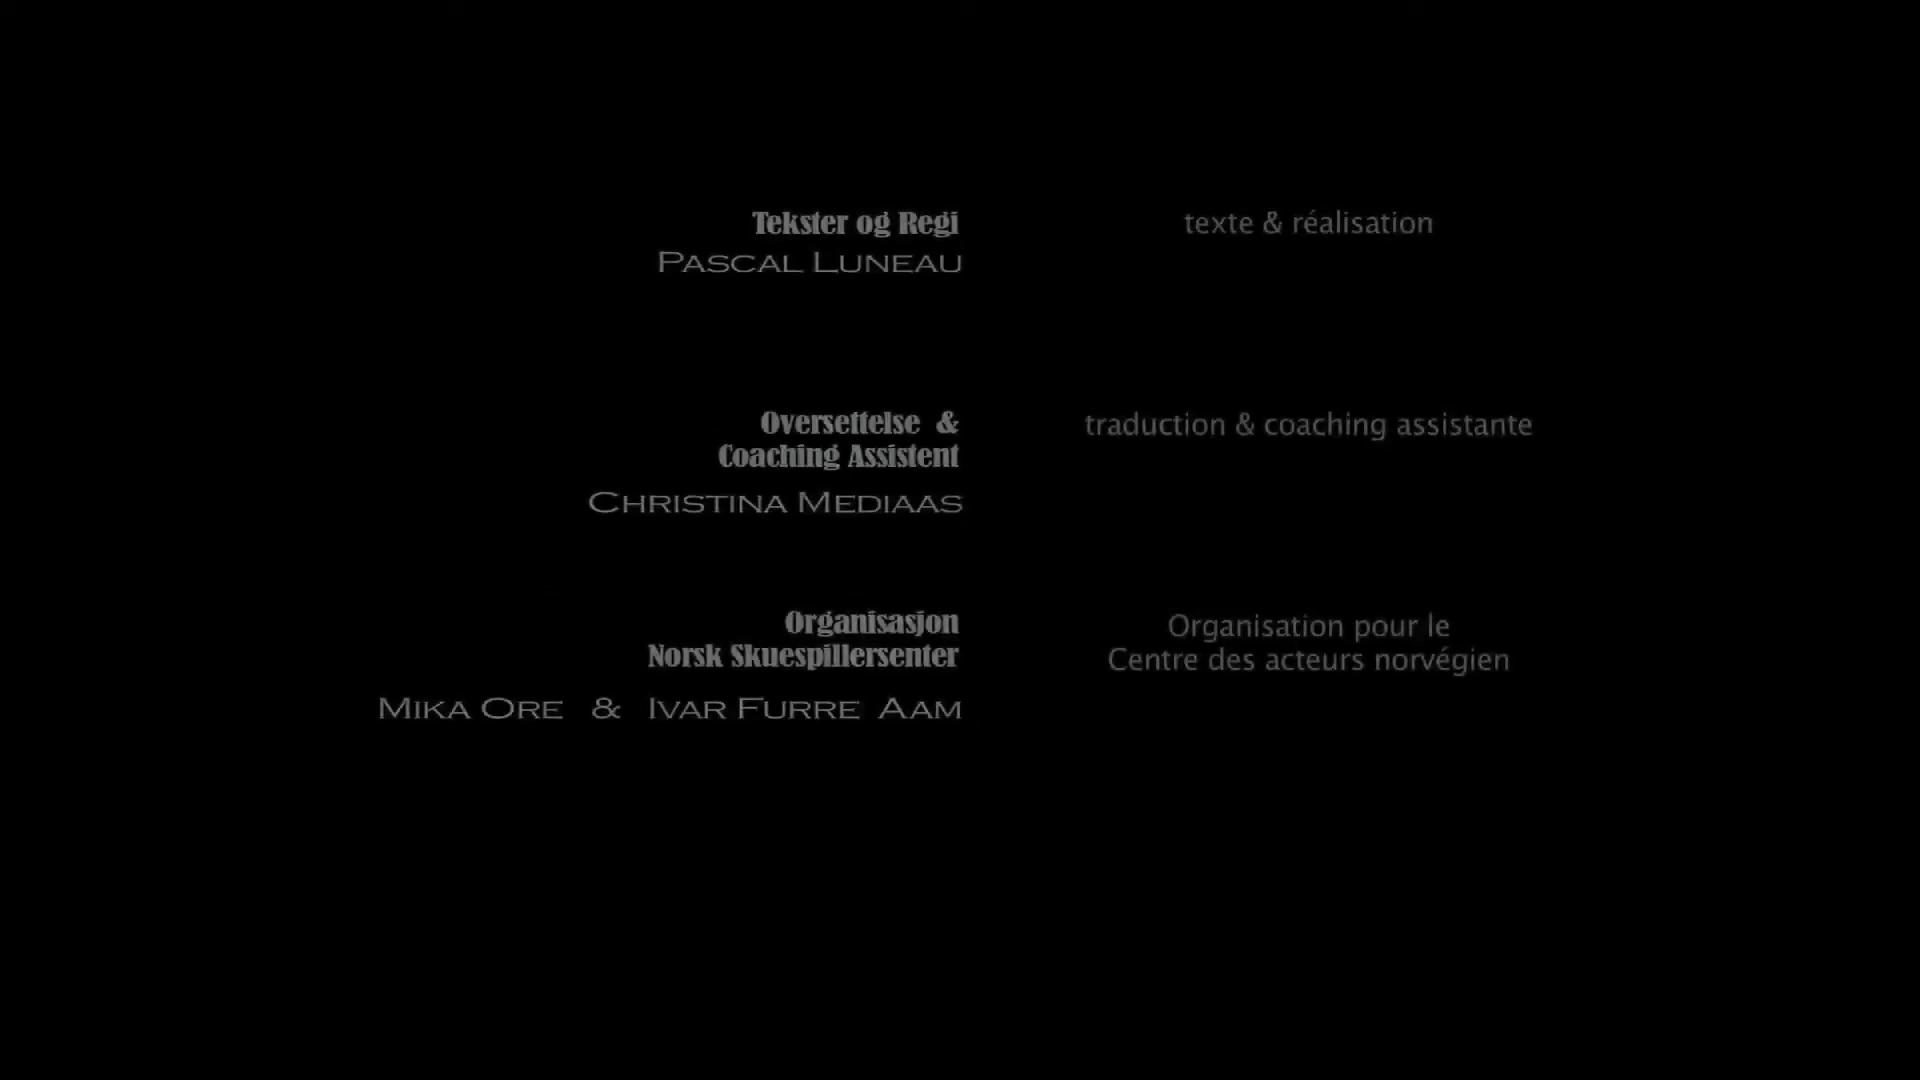 Tekster og Regi
texte & réalisation
PASCAL LUNEAU
Oversettelse &
traduction & coaching assistante
Coaching Assistent
CHRISTINA MEDIAAS
Organisasjon
Organisation pour le
Norsk Skuespillersenter
Centre des acteurs norvégien
MIKA ORE & IVAR FURRE AAM